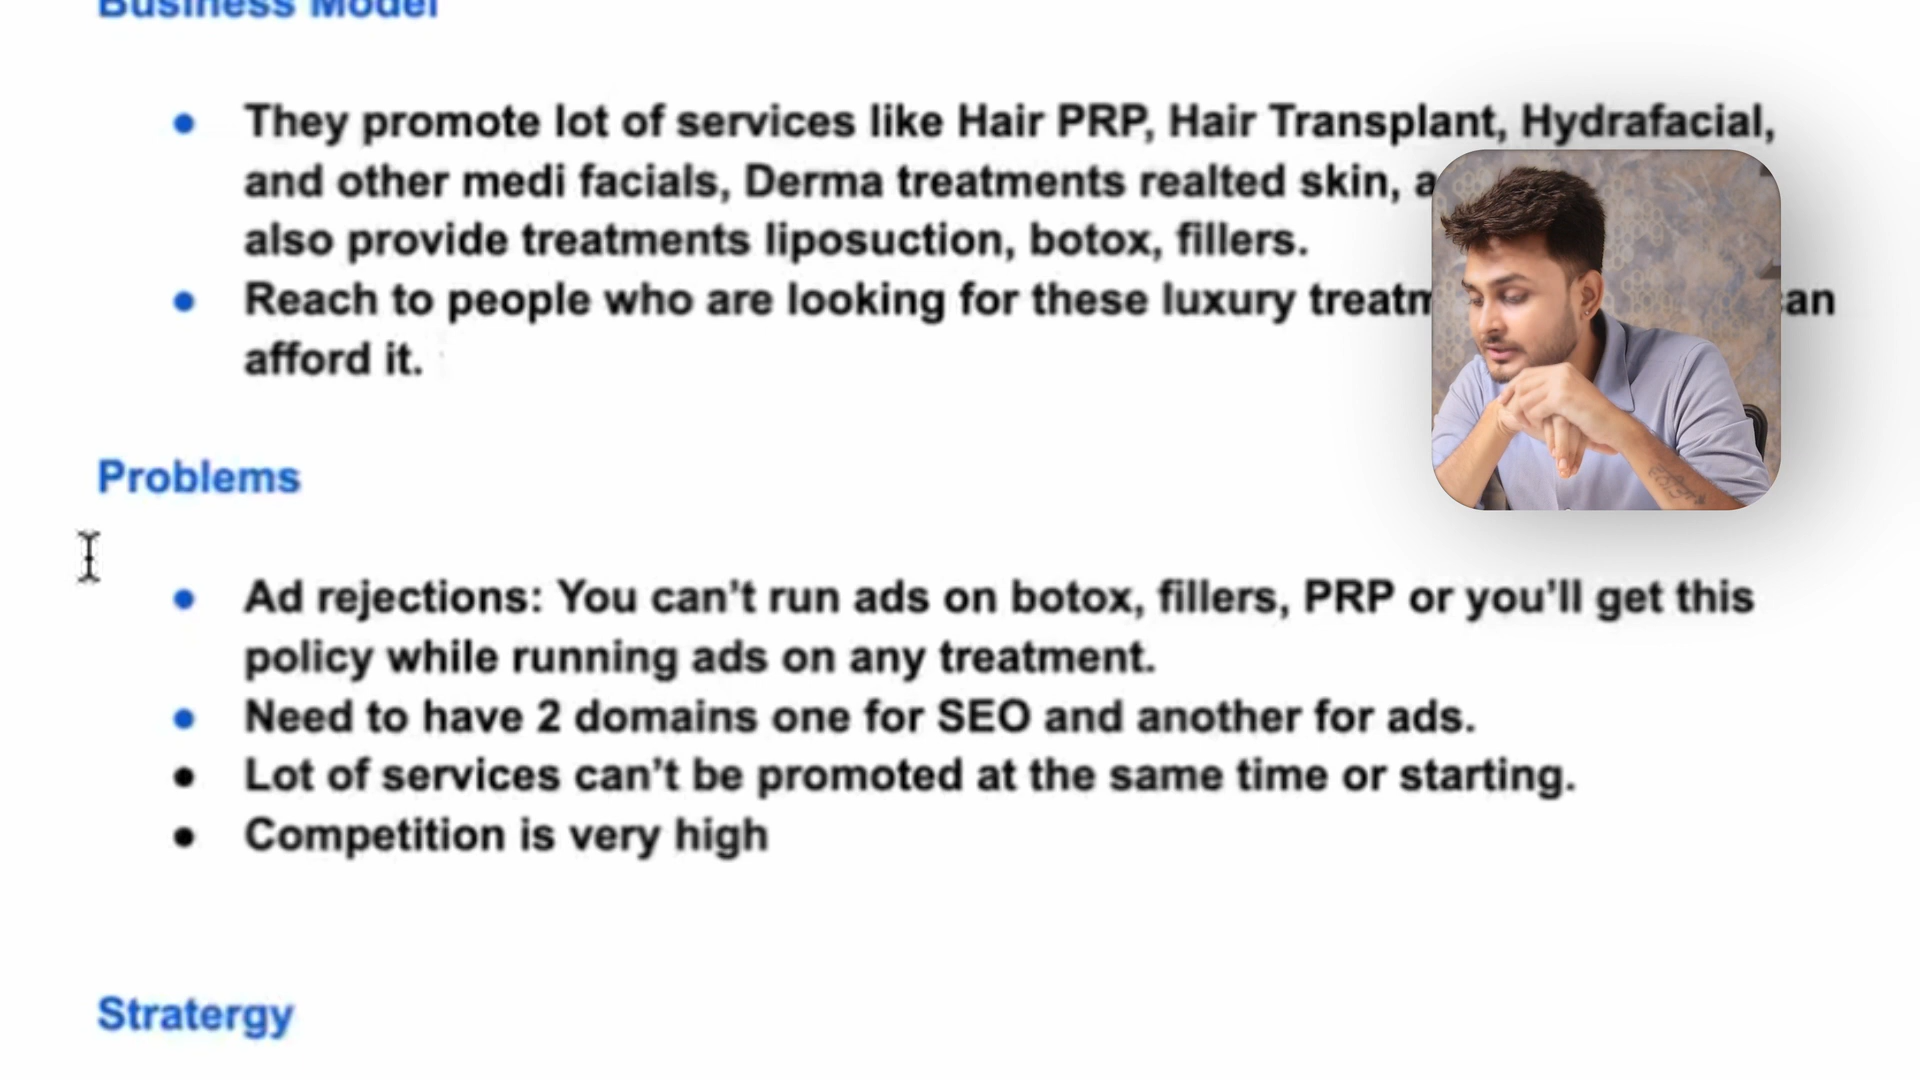 Business Model
They promote lot of services like Hair PRP, Hair Transplant, Hydrafacial,
and other medi facials, Derma treatments realted skin,
also provide treatments liposuction, botox, fillers.
Reach to people who are looking for these luxury
afford it.
Problems
Ad rejections: You can’t run ads on botox, fillers, PRP or you’ll get this
policy while running ads on any treatment.
Need to have 2 domains one for SEO and another for ads.
Lot of services can’t be promoted at the same time or starting.
Competition is very high
Stratergy